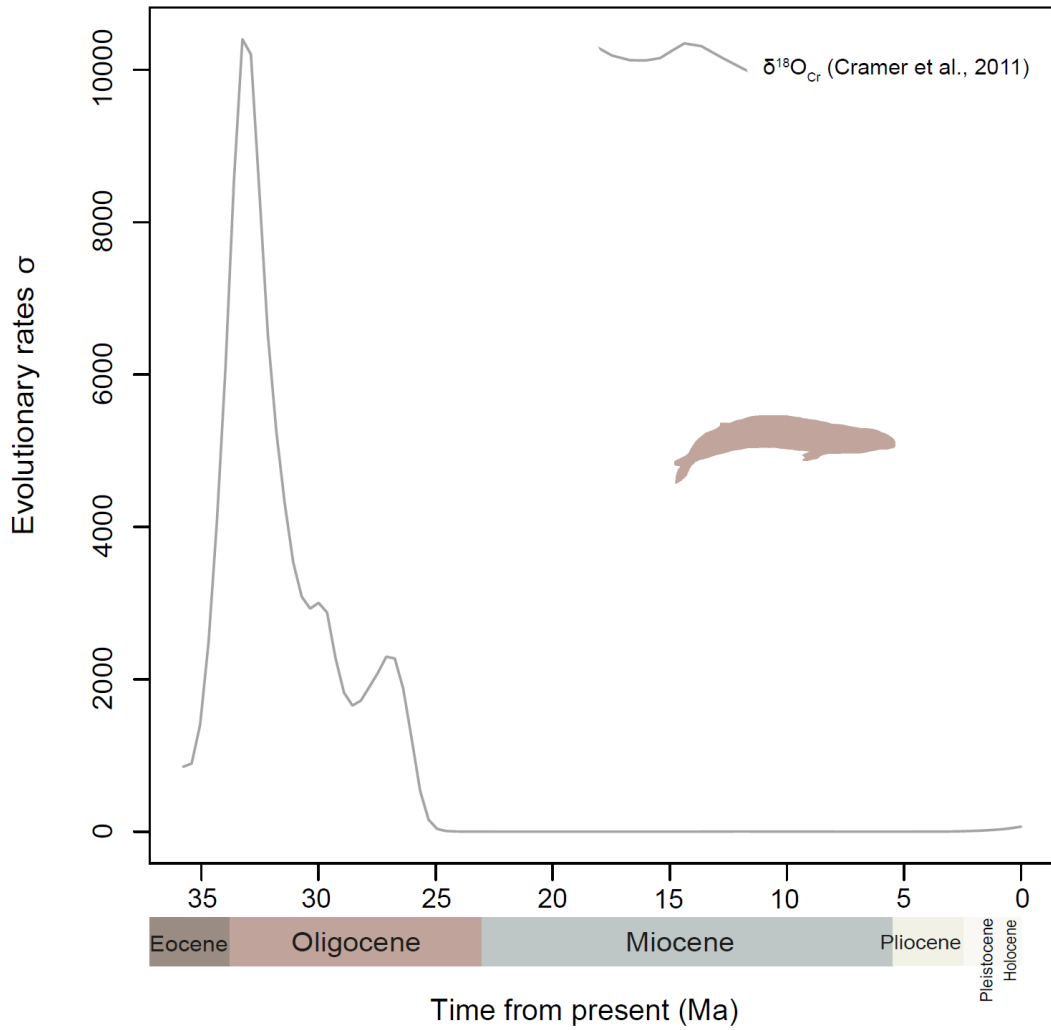 δ¹⁸O_Cr (Cramer et al., 2011)
Evolutionary rates σ
10000
8000
6000
4000
2000
0
35 30 25 20 15 10 5 0
Eocene Oligocene Miocene Pliocene Pleistocene Holocene
Time from present (Ma)